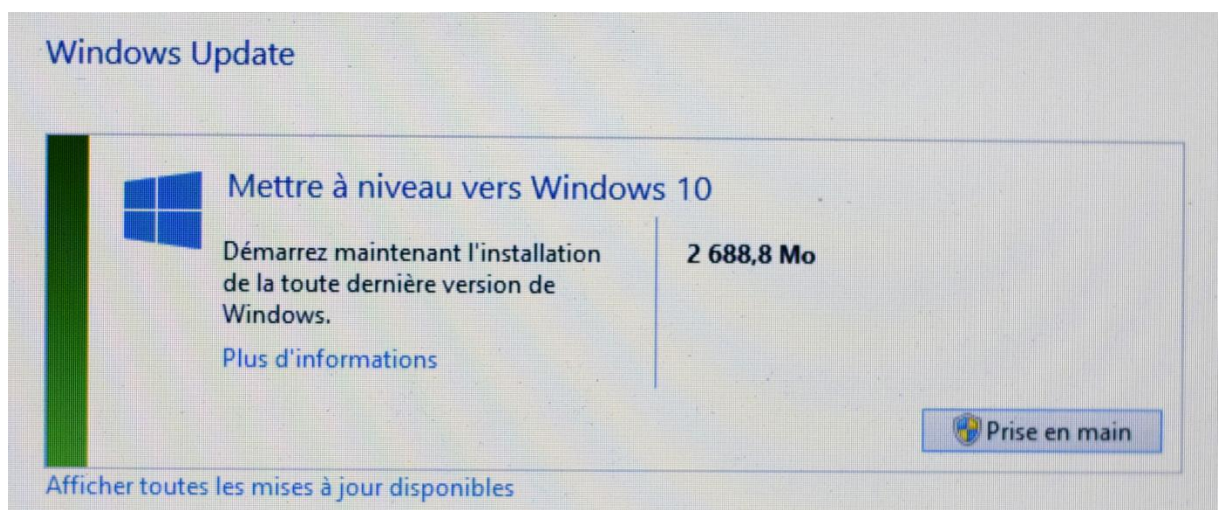 Windows Update
Mettre à niveau vers Windows 10
Démarrez maintenant l'installation
de la toute dernière version de
Windows.
2 688,8 Mo
Plus d'informations
Prise en main
Afficher toutes les mises à jour disponibles